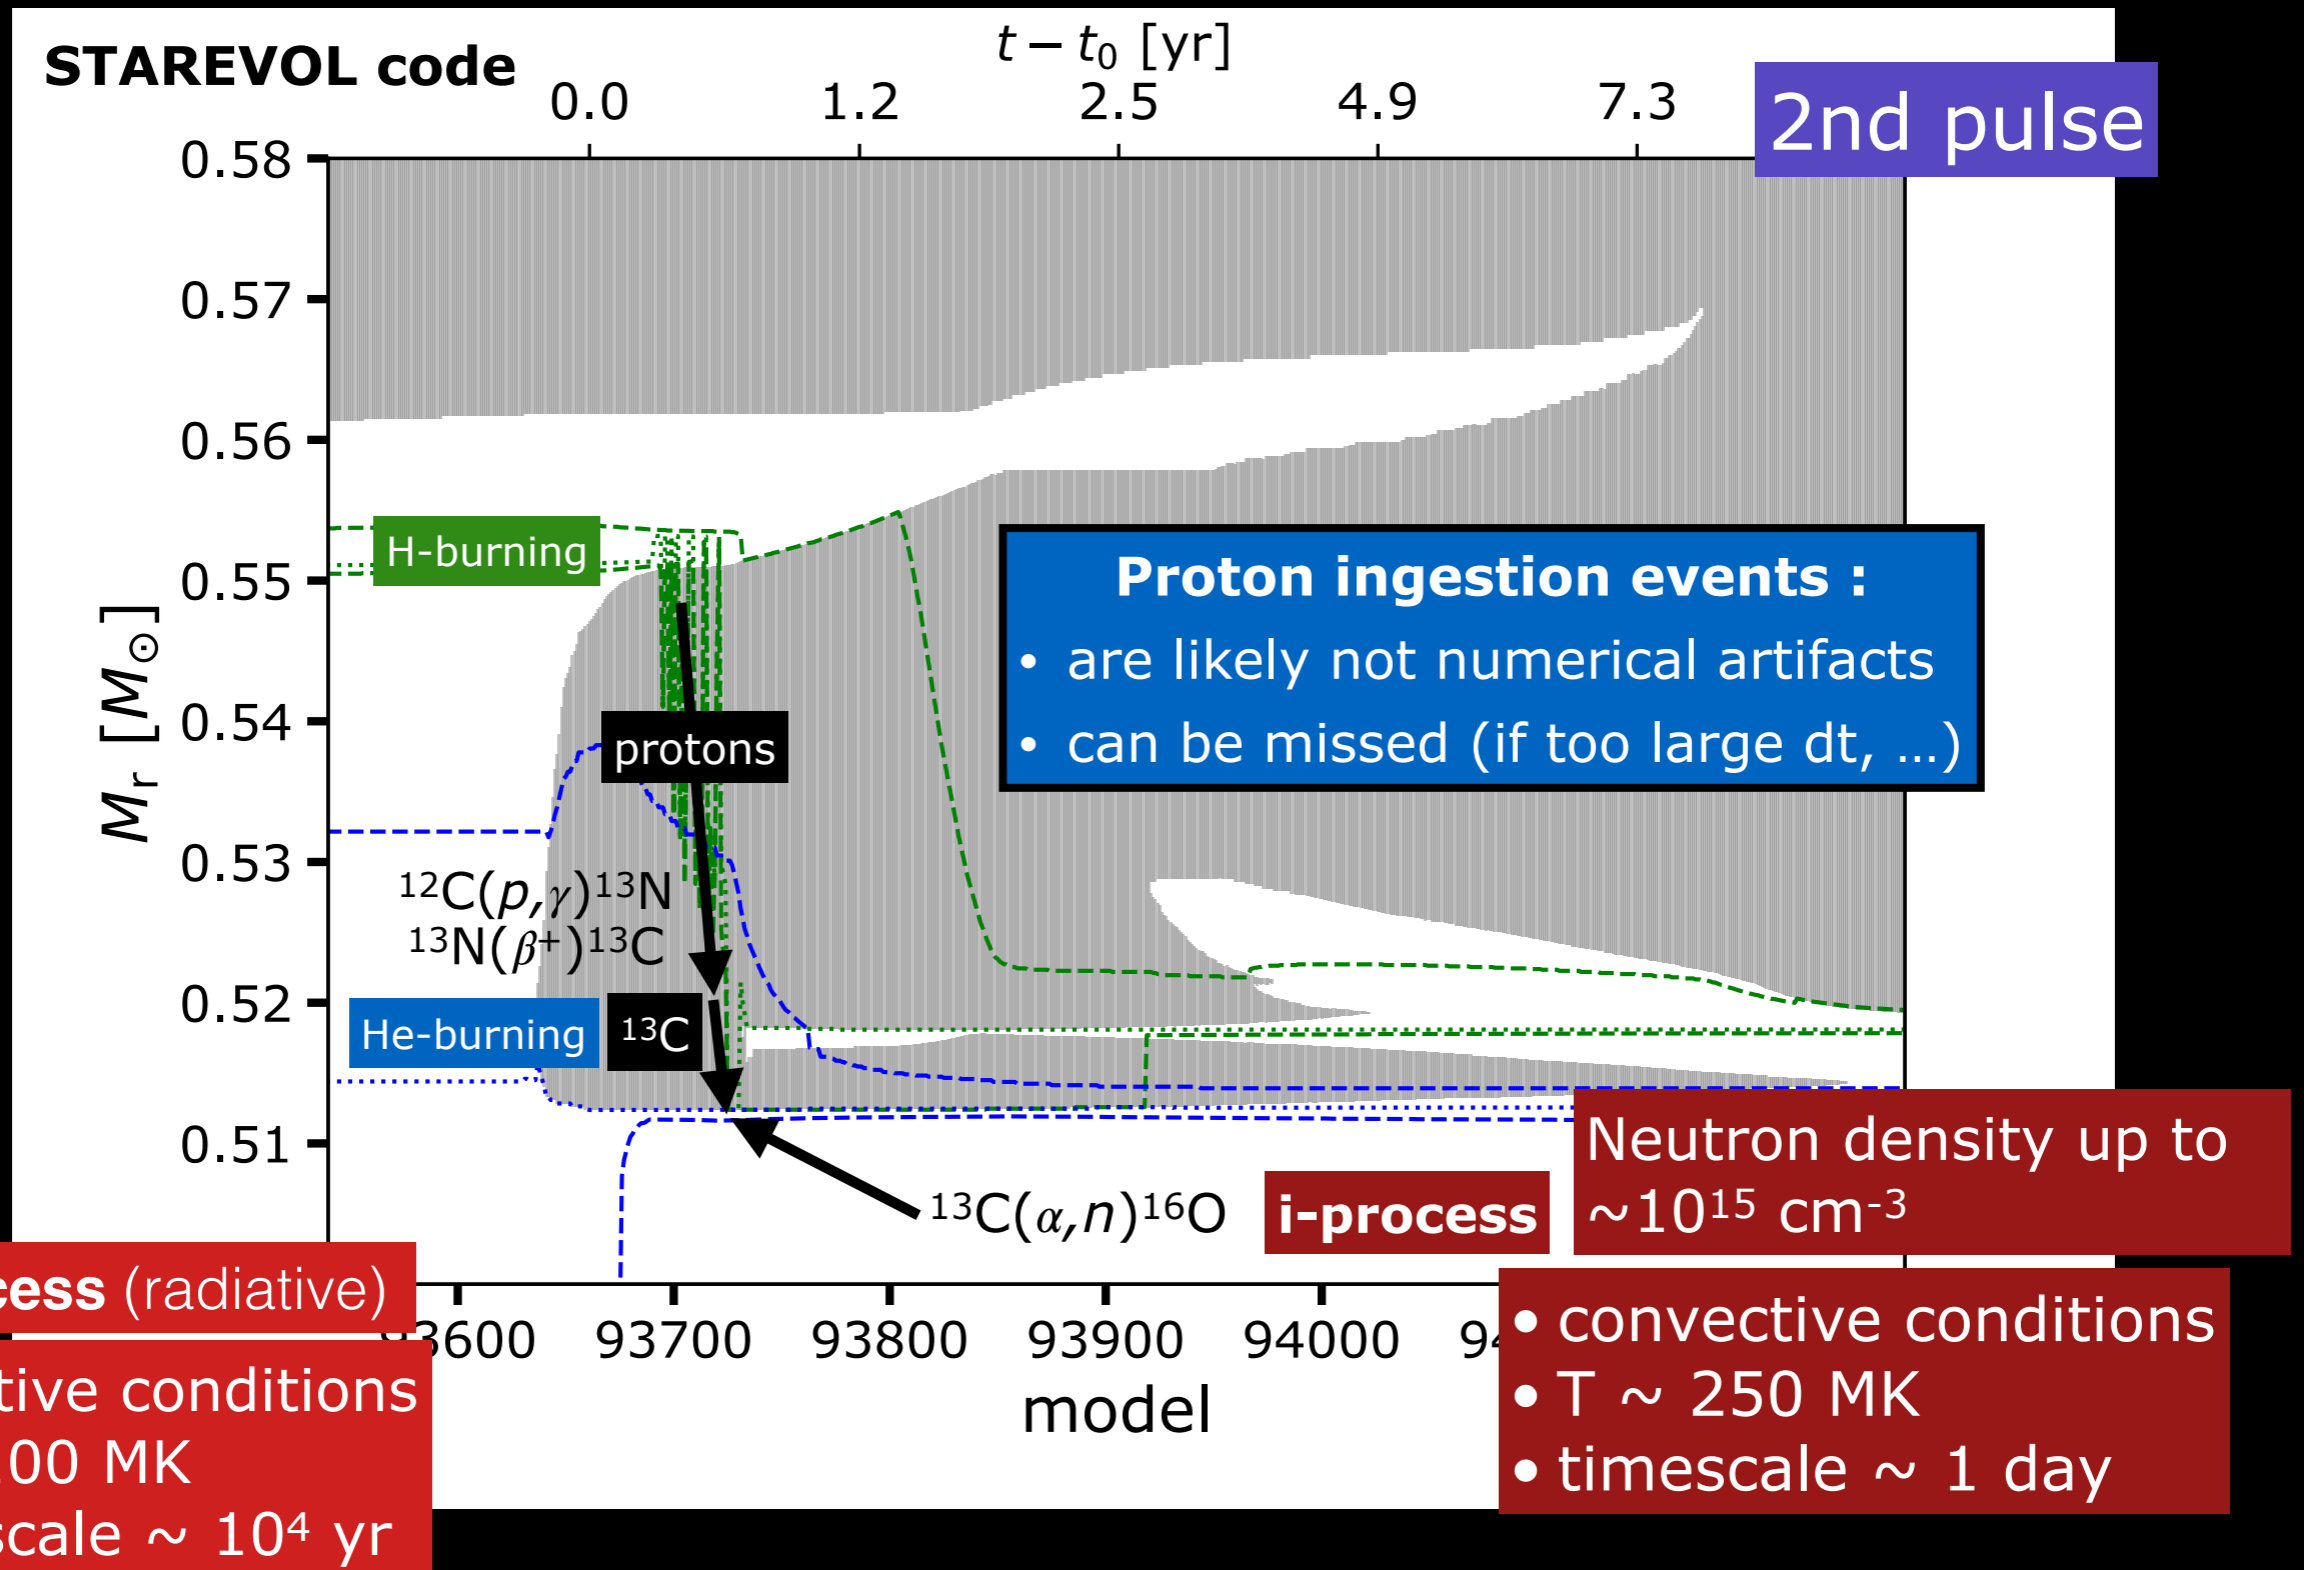 STAREVOL code
t − t₀ [yr]
0.0 1.2 2.5 4.9 7.3
2nd pulse
0.58
0.57
0.56
0.55
0.54
0.53
0.52
0.51
Mᵣ [M☉]
H-burning
Proton ingestion events :
• are likely not numerical artifacts
• can be missed (if too large dt, ...)
protons
¹²C(p,γ)¹³N
¹³N(β⁺)¹³C
He-burning
¹³C
¹³C(α,n)¹⁶O
i-process
Neutron density up to
~10¹⁵ cm⁻³
cess (radiative)
tive conditions
00 MK
scale ~ 10⁴ yr
93600 93700 93800 93900 94000 94
model
• convective conditions
• T ~ 250 MK
• timescale ~ 1 day